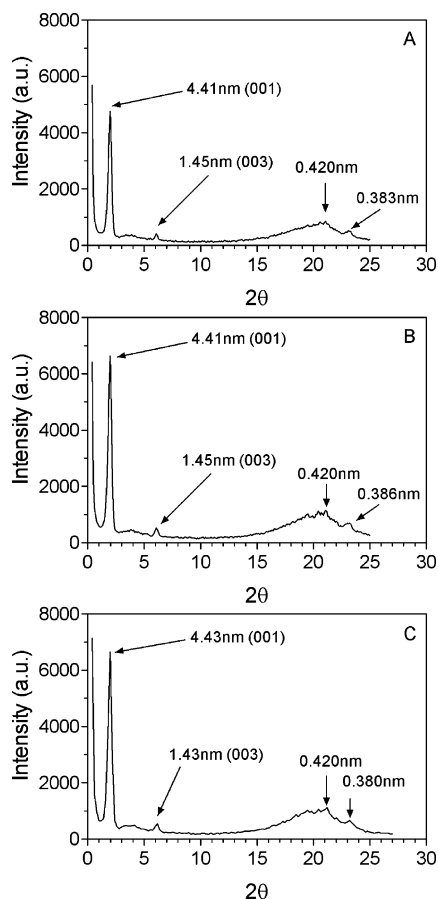 8000
A
4.41nm (001)
6000
Intensity (a.u.)
4000
1.45nm (003)
0.420nm
0.383nm
2000
0
0 5 10 15 20 25 30
2θ
8000
B
4.41nm (001)
6000
Intensity (a.u.)
4000
1.45nm (003)
0.420nm
0.386nm
2000
0
0 5 10 15 20 25 30
2θ
8000
C
4.43nm (001)
6000
Intensity (a.u.)
4000
1.43nm (003)
0.420nm
0.380nm
2000
0
0 5 10 15 20 25 30
2θ